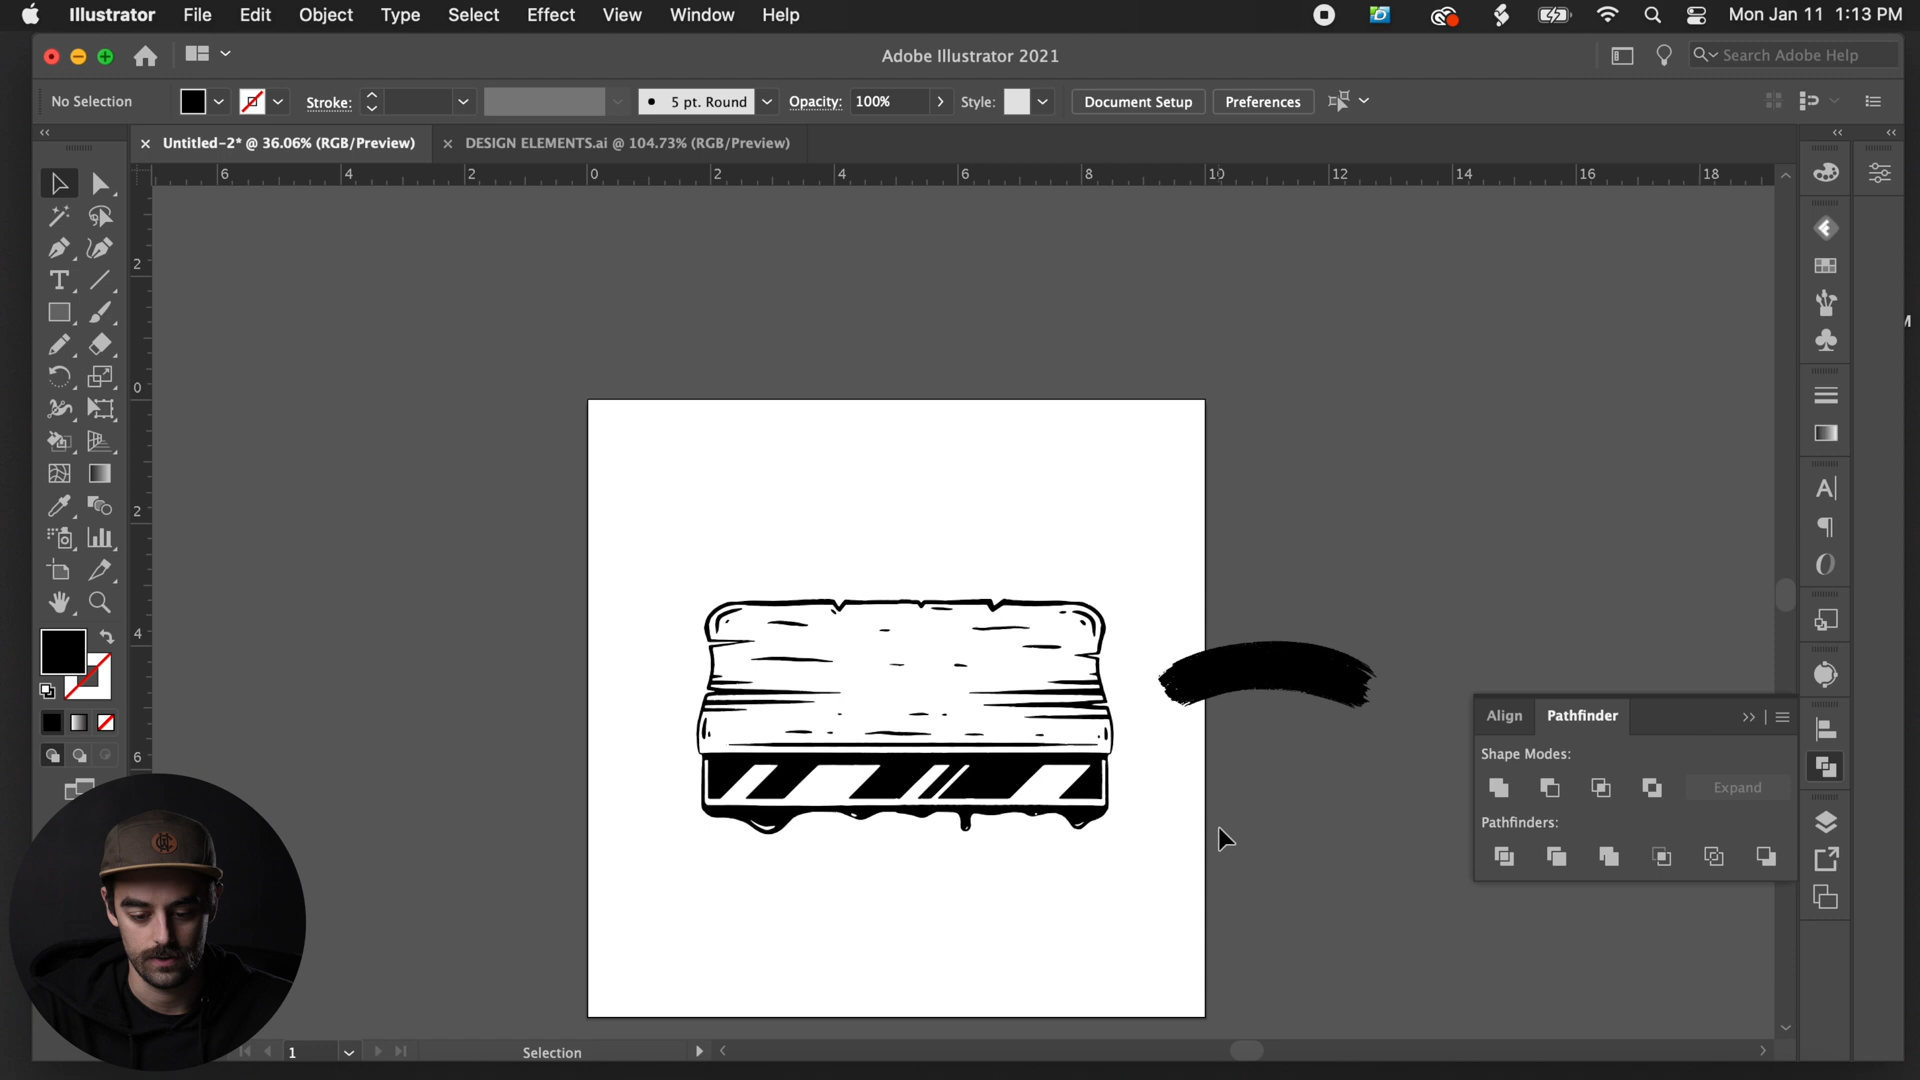 Illustrator File Edit Object Type Select Effect View Window Help Mon Jan 11 1:13 PM
Adobe Illustrator 2021
Search Adobe Help
No Selection Stroke: 5 pt. Round Opacity: 100% Style: Document Setup Preferences
Untitled-2* @ 36.06% (RGB/Preview) DESIGN ELEMENTS.ai @ 104.73% (RGB/Preview)
6 4 2 0 2 4 6 8 10 12 14 16 18
2
0
2
4
6
Align Pathfinder
Shape Modes:
Expand
Pathfinders:
1 Selection